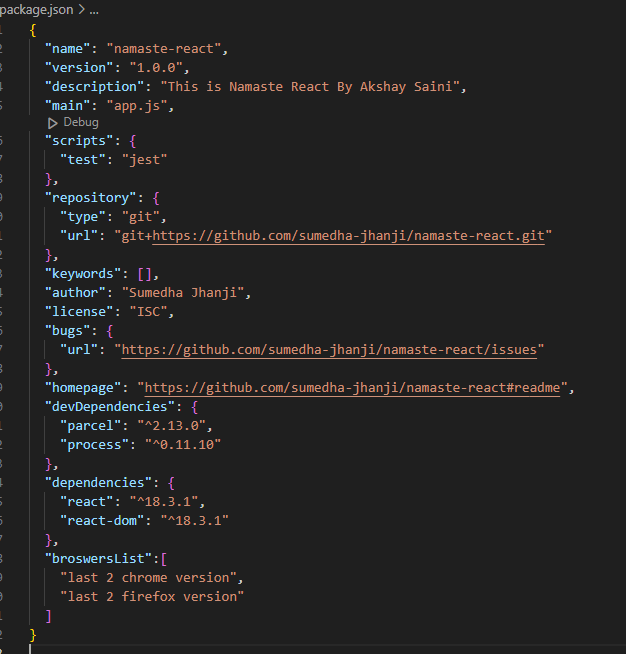 package.json > ...
{
"name": "namaste-react",
"version": "1.0.0",
"description": "This is Namaste React By Akshay Saini",
"main": "app.js",
Debug
"scripts": {
"test": "jest"
},
"repository": {
"type": "git",
"url": "git+https://github.com/sumedha-jhanji/namaste-react.git"
},
"keywords": [],
"author": "Sumedha Jhanji",
"license": "ISC",
"bugs": {
"url": "https://github.com/sumedha-jhanji/namaste-react/issues"
},
"homepage": "https://github.com/sumedha-jhanji/namaste-react#readme",
"devDependencies": {
"parcel": "^2.13.0",
"process": "^0.11.10"
},
"dependencies": {
"react": "^18.3.1",
"react-dom": "^18.3.1"
},
"broswersList":[
"last 2 chrome version",
"last 2 firefox version"
]
}